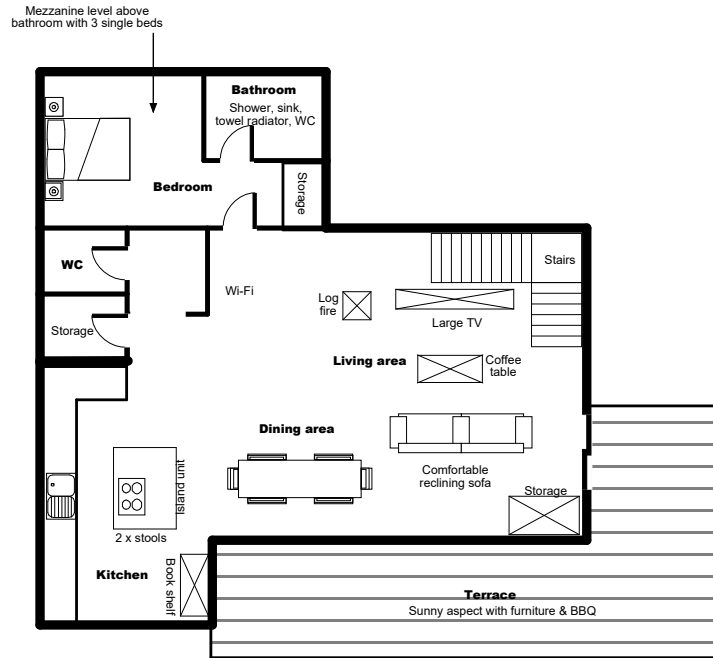 Mezzanine level above
bathroom with 3 single beds
Bathroom
Shower, sink,
towel radiator, WC
Bedroom
Storage
WC
Storage
Wi-Fi
Stairs
Log
fire
Large TV
Living area
Coffee
table
Dining area
Comfortable
reclining sofa
Storage
Island unit
2 x stools
Kitchen
Book shelf
Terrace
Sunny aspect with furniture & BBQ